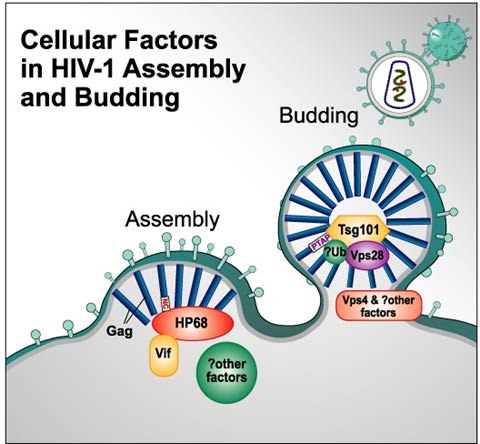 Cellular Factors
in HIV-1 Assembly
and Budding
Budding
Assembly
Tsg101
PTAP
?Ub
Vps28
Vps4 & ?other
factors
NC
Gag
HP68
Vif
?other
factors